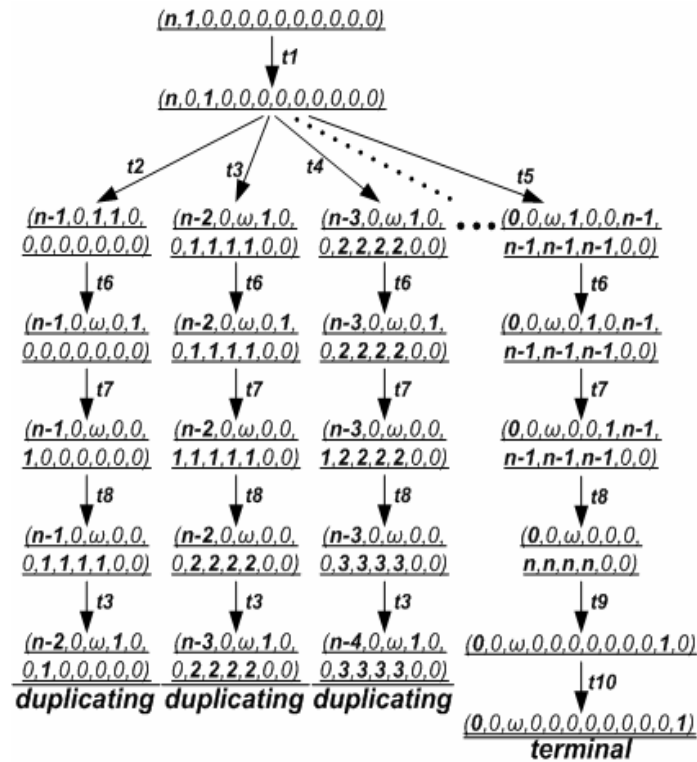 (n,1,0,0,0,0,0,0,0,0,0,0)
t1
(n,0,1,0,0,0,0,0,0,0,0,0)
t2 t3 t4 t5
(n-1,0,1,1,0, (n-2,0,ω,1,0, (n-3,0,ω,1,0, (0,0,ω,1,0,0,n-1,
0,0,0,0,0,0,0) 0,1,1,1,1,0,0) 0,2,2,2,2,0,0) n-1,n-1,n-1,0,0)
t6 t6 t6 t6
(n-1,0,ω,0,1, (n-2,0,ω,0,1, (n-3,0,ω,0,1, (0,0,ω,0,1,0,n-1,
0,0,0,0,0,0,0) 0,1,1,1,1,0,0) 0,2,2,2,2,0,0) n-1,n-1,n-1,0,0)
t7 t7 t7 t7
(n-1,0,ω,0,0, (n-2,0,ω,0,0, (n-3,0,ω,0,0, (0,0,ω,0,0,1,n-1,
1,0,0,0,0,0,0) 1,1,1,1,1,0,0) 1,2,2,2,2,0,0) n-1,n-1,n-1,0,0)
t8 t8 t8 t8
(n-1,0,ω,0,0, (n-2,0,ω,0,0, (n-3,0,ω,0,0, (0,0,ω,0,0,0,
0,1,1,1,1,0,0) 0,2,2,2,2,0,0) 0,3,3,3,3,0,0) n,n,n,n,0,0)
t3 t3 t3 t9
(n-2,0,ω,1,0, (n-3,0,ω,1,0, (n-4,0,ω,1,0, (0,0,ω,0,0,0,0,0,0,0,1,0)
0,1,0,0,0,0,0) 0,2,2,2,2,0,0) 0,3,3,3,3,0,0)
duplicating duplicating duplicating t10
(0,0,ω,0,0,0,0,0,0,0,0,1)
terminal